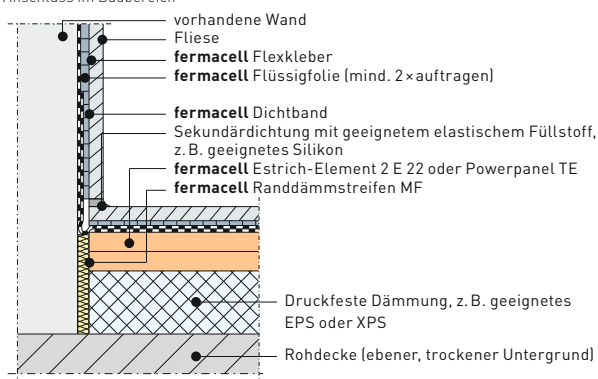 Anschluss im Badbereich
vorhandene Wand
Fliese
fermacell Flexkleber
fermacell Flüssigfolie (mind. 2 × auftragen)
fermacell Dichtband
Sekundärdichtung mit geeignetem elastischem Füllstoff,
z. B. geeignetes Silikon
fermacell Estrich-Element 2 E 22 oder Powerpanel TE
fermacell Randdämmstreifen MF
Druckfeste Dämmung, z. B. geeignetes
EPS oder XPS
Rohdecke (ebener, trockener Untergrund)